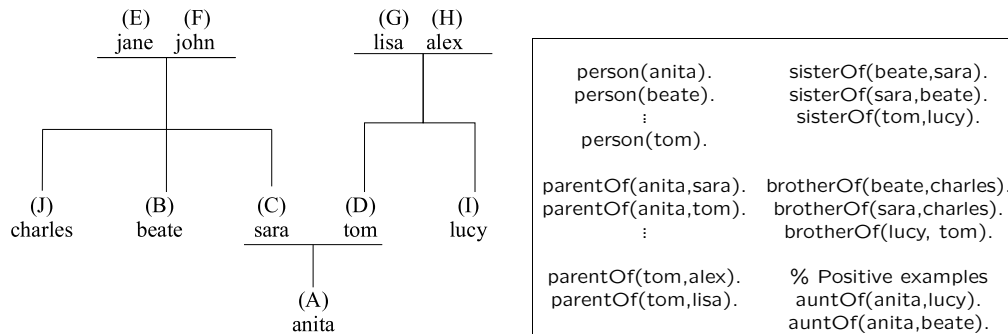 (E) (F)
jane john
(G) (H)
lisa alex
(J) (B) (C) (D) (I)
charles beate sara tom lucy
(A)
anita
person(anita). sisterOf(beate,sara).
person(beate). sisterOf(sara,beate).
⋮ sisterOf(tom,lucy).
person(tom).
parentOf(anita,sara). brotherOf(beate,charles).
parentOf(anita,tom). brotherOf(sara,charles).
⋮ brotherOf(lucy, tom).
parentOf(tom,alex). % Positive examples
parentOf(tom,lisa). auntOf(anita,lucy).
auntOf(anita,beate).